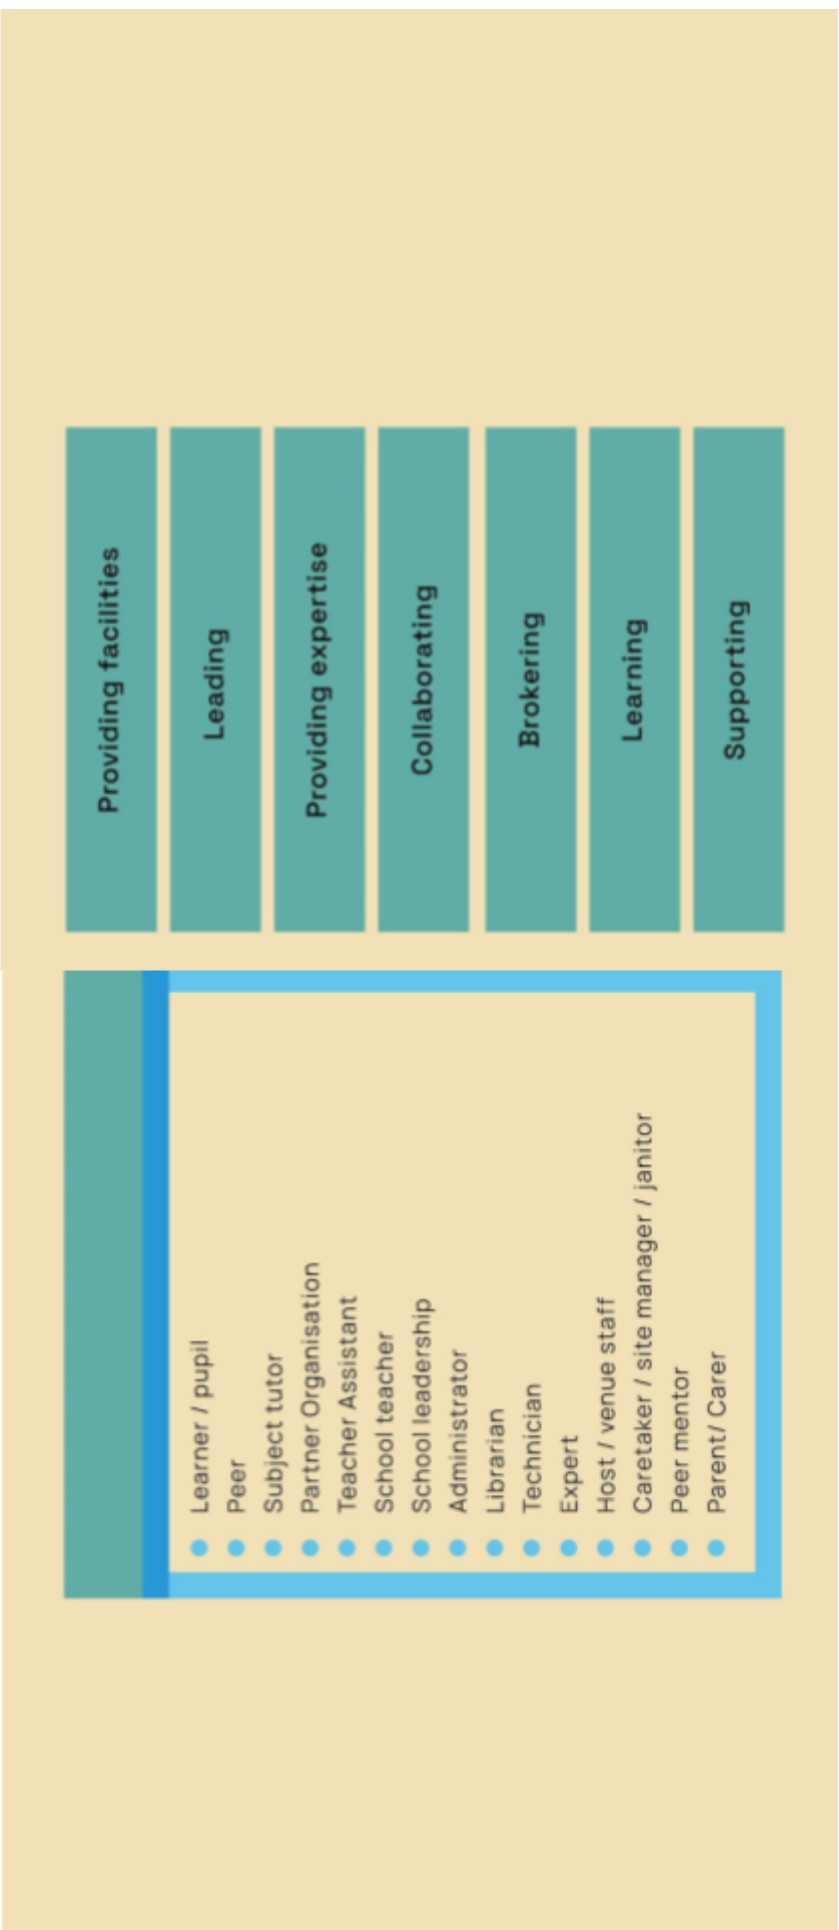 Learner / pupil
Peer
Subject tutor
Partner Organisation
Teacher Assistant
School teacher
School leadership
Administrator
Librarian
Technician
Expert
Host / venue staff
Caretaker / site manager / janitor
Peer mentor
Parent/ Carer
Providing facilities
Leading
Providing expertise
Collaborating
Brokering
Learning
Supporting